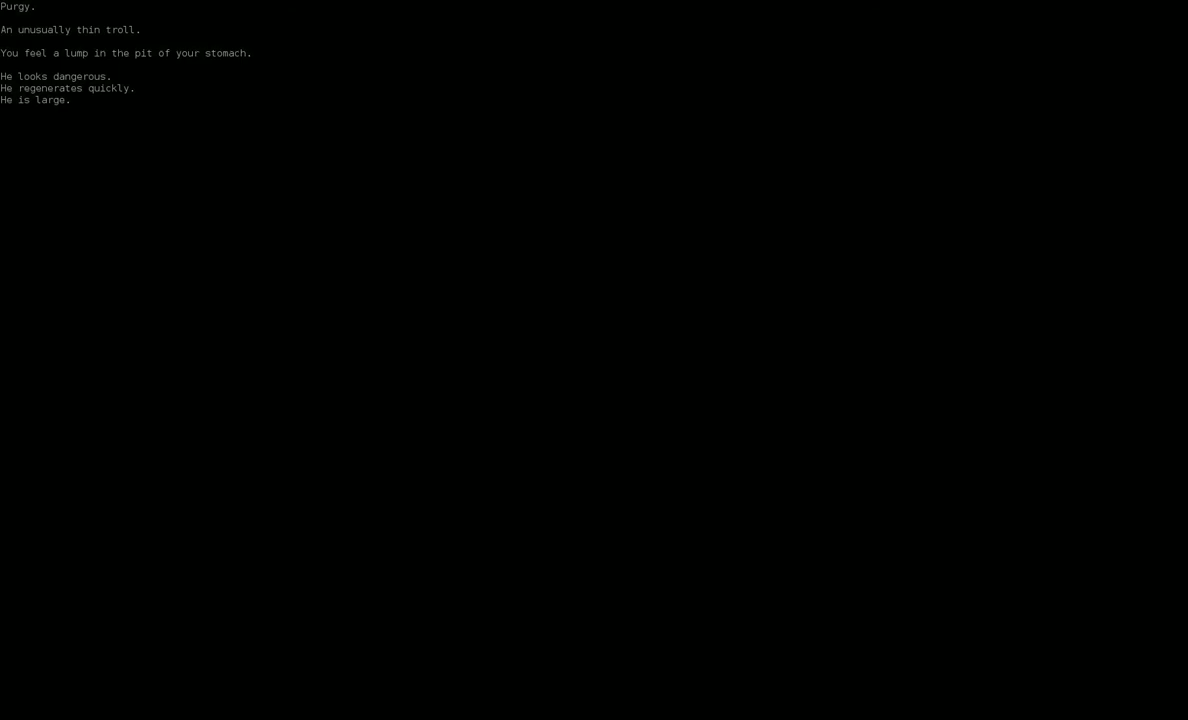 Purgy.
An unusually thin troll.
You feel a lump in the pit of your stomach.
He looks dangerous.
He regenerates quickly.
He is large.